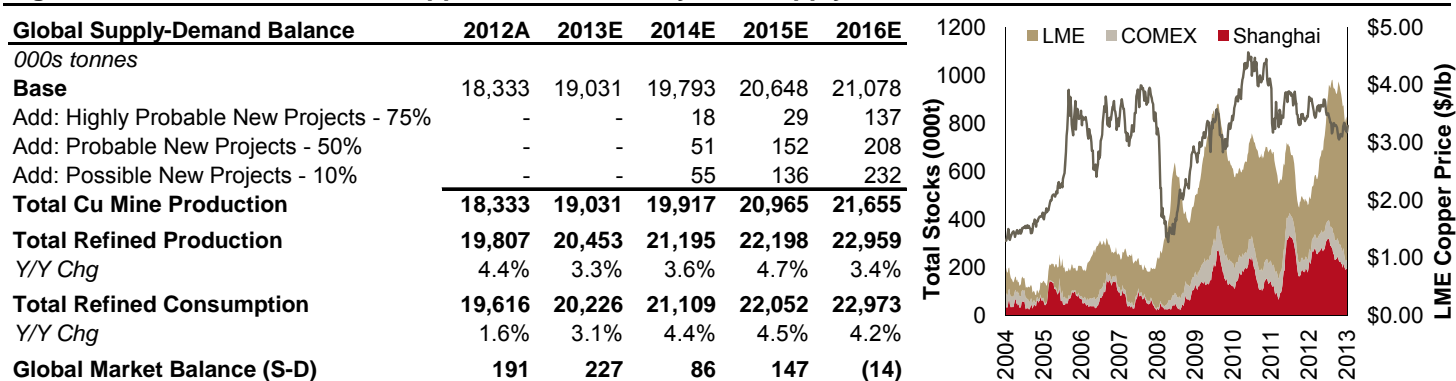 Global Supply-Demand Balance 2012A 2013E 2014E 2015E 2016E
000s tonnes
Base 18,333 19,031 19,793 20,648 21,078
Add: Highly Probable New Projects - 75% - - 18 29 137
Add: Probable New Projects - 50% - - 51 152 208
Add: Possible New Projects - 10% - - 55 136 232
Total Cu Mine Production 18,333 19,031 19,917 20,965 21,655
Total Refined Production 19,807 20,453 21,195 22,198 22,959
Y/Y Chg 4.4% 3.3% 3.6% 4.7% 3.4%
Total Refined Consumption 19,616 20,226 21,109 22,052 22,973
Y/Y Chg 1.6% 3.1% 4.4% 4.5% 4.2%
Global Market Balance (S-D) 191 227 86 147 (14)
Total Stocks (000t)
1200
1000
800
600
400
200
0
LME COMEX Shanghai
$5.00
$4.00
$3.00
$2.00
$1.00
$0.00
LME Copper Price ($/lb)
2004 2005 2006 2007 2008 2009 2010 2011 2012 2013